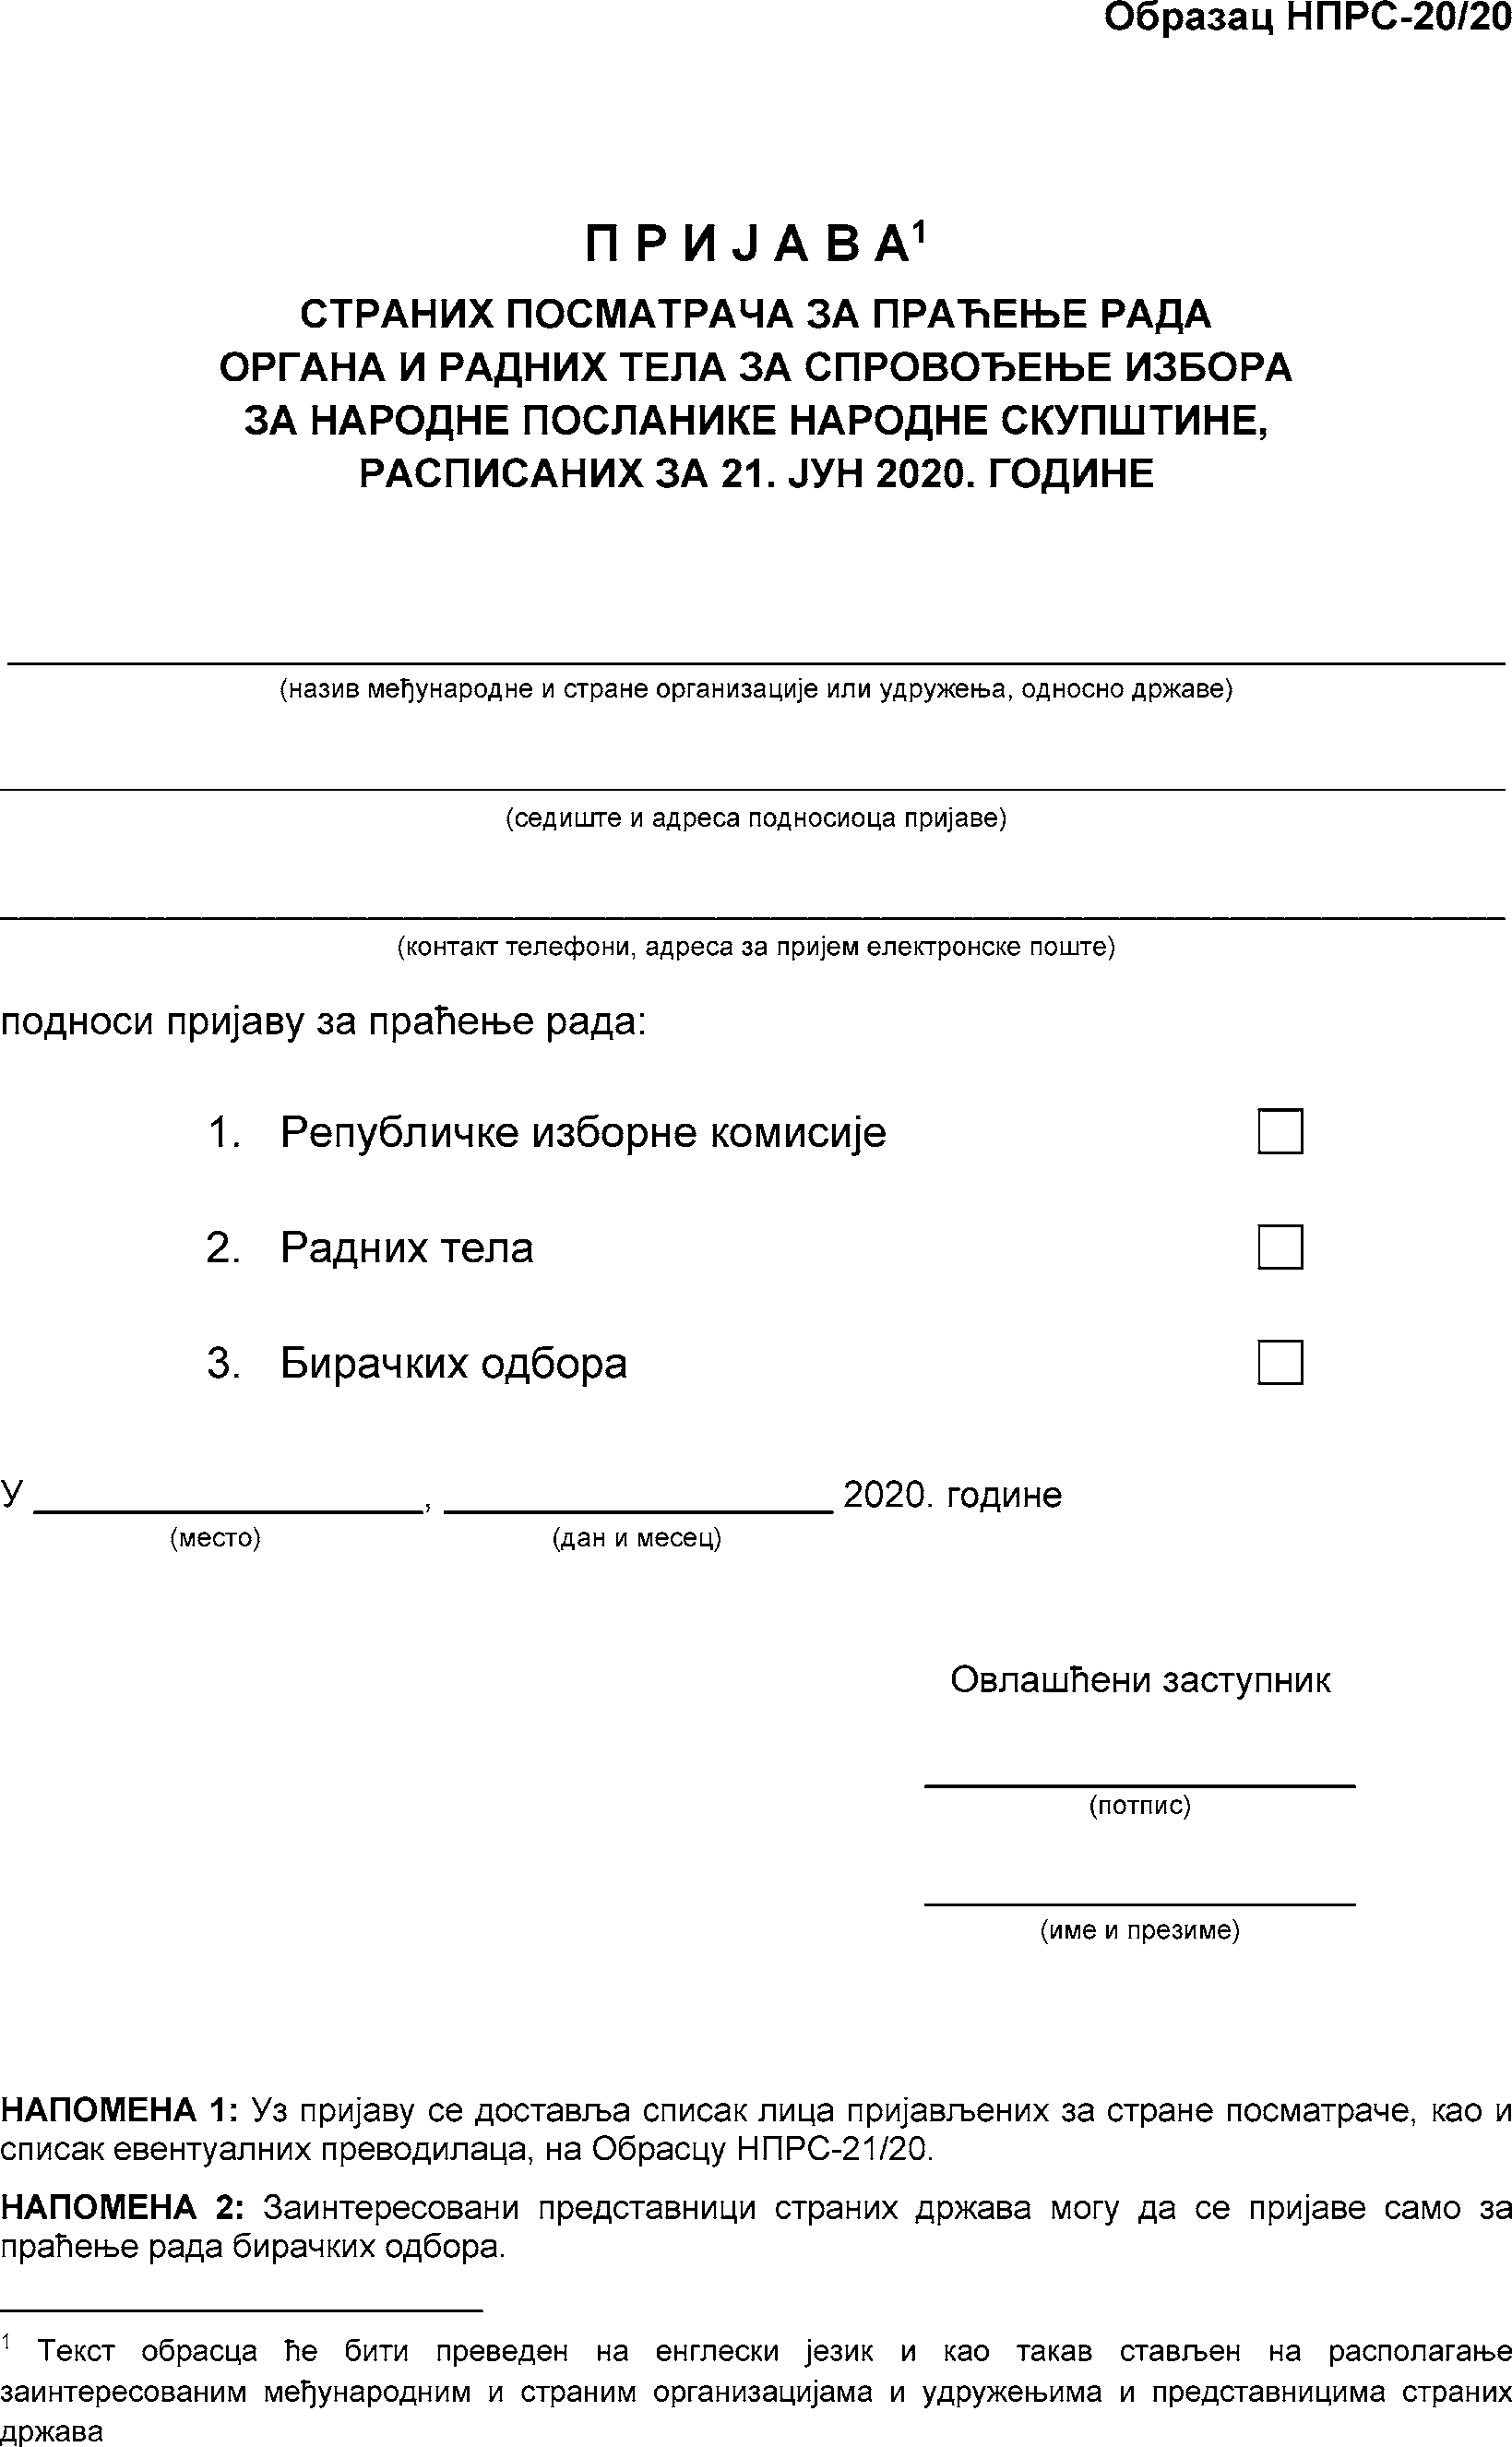 Образац НПРС-20/20
П Р И Ј А В А¹
СТРАНИХ ПОСМАТРАЧА ЗА ПРАЋЕЊЕ РАДА
ОРГАНА И РАДНИХ ТЕЛА ЗА СПРОВОЂЕЊЕ ИЗБОРА
ЗА НАРОДНЕ ПОСЛАНИКЕ НАРОДНЕ СКУПШТИНЕ,
РАСПИСАНИХ ЗА 21. ЈУН 2020. ГОДИНЕ
(назив међународне и стране организације или удружења, односно државе)
(седиште и адреса подносиоца пријаве)
(контакт телефони, адреса за пријем електронске поште)
подноси пријаву за праћење рада:
1. Републичке изборне комисије
2. Радних тела
3. Бирачких одбора
У ____________________, ____________________ 2020. године
(место) (дан и месец)
Овлашћени заступник
(потпис)
(име и презиме)
НАПОМЕНА 1: Уз пријаву се доставља списак лица пријављених за стране посматраче, као и
списак евентуалних преводилаца, на Обрасцу НПРС-21/20.
НАПОМЕНА 2: Заинтересовани представници страних држава могу да се пријаве само за
праћење рада бирачких одбора.
¹ Текст обрасца ће бити преведен на енглески језик и као такав стављен на располагање
заинтересованим међународним и страним организацијама и удружењима и представницима страних
држава